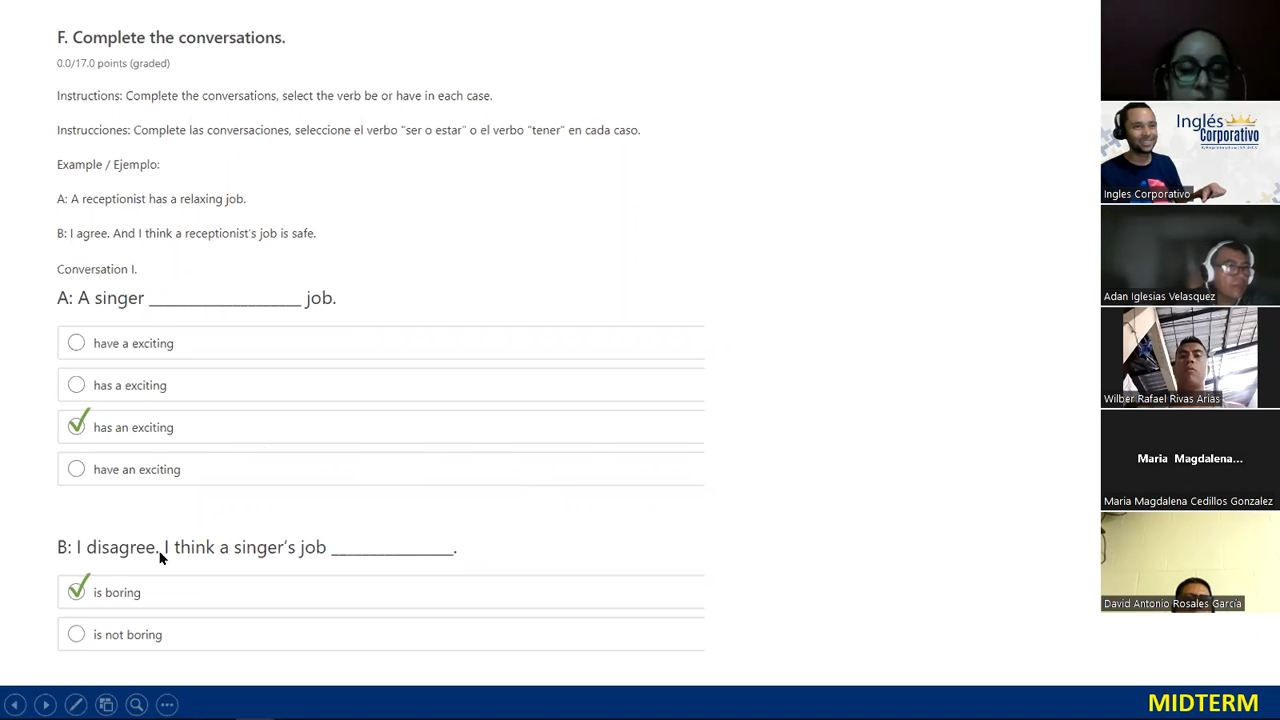 F. Complete the conversations.
0.0/17.0 points (graded)
Instructions: Complete the conversations, select the verb be or have in each case.
Instrucciones: Complete las conversaciones, seleccione el verbo "ser o estar" o el verbo "tener" en cada caso.
Example / Ejemplo:
A: A receptionist has a relaxing job.
B: I agree. And I think a receptionist's job is safe.
Conversation I.
A: A singer ____________________ job.
have a exciting
has a exciting
has an exciting
have an exciting
B: I disagree. I think a singer's job ________________.
is boring
is not boring
MIDTERM
Inglés
Corporativo
Ingles Corporativo
Adan Iglesias Velasquez
Wilber Rafael Rivas Arias
Maria Magdalena...
Maria Magdalena Cedillos Gonzalez
David Antonio Rosales García